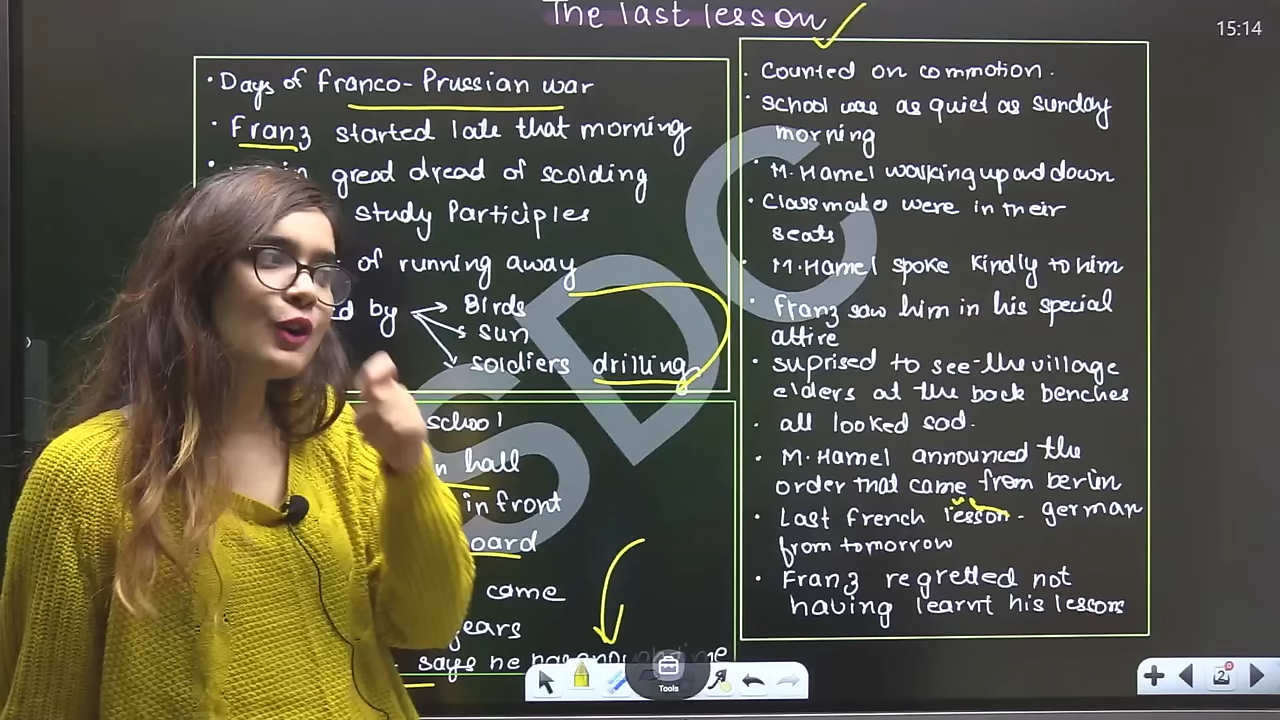 The last lesson
15:14
• Days of Franco-Prussian war
• Franz started late that morning
• in great dread of scolding
study Participles
of running away
d by → Birds
→ sun
→ soldiers drilling
school
n hall
in front
oard
came
years
says he has
• Counted on commotion.
• school was as quiet as sunday
morning
• M.Hamel walking up and down
• Classmates were in their
seats
• M.Hamel spoke kindly to him
• Franz saw him in his special
attire
• suprised to see the village
elders at the back benches
• all looked sad.
• M.Hamel announced the
order that came from berlin
• Last French lesson. german
from tomorrow
• Franz regretted not
having learnt his lessons
SDC
Tools
2